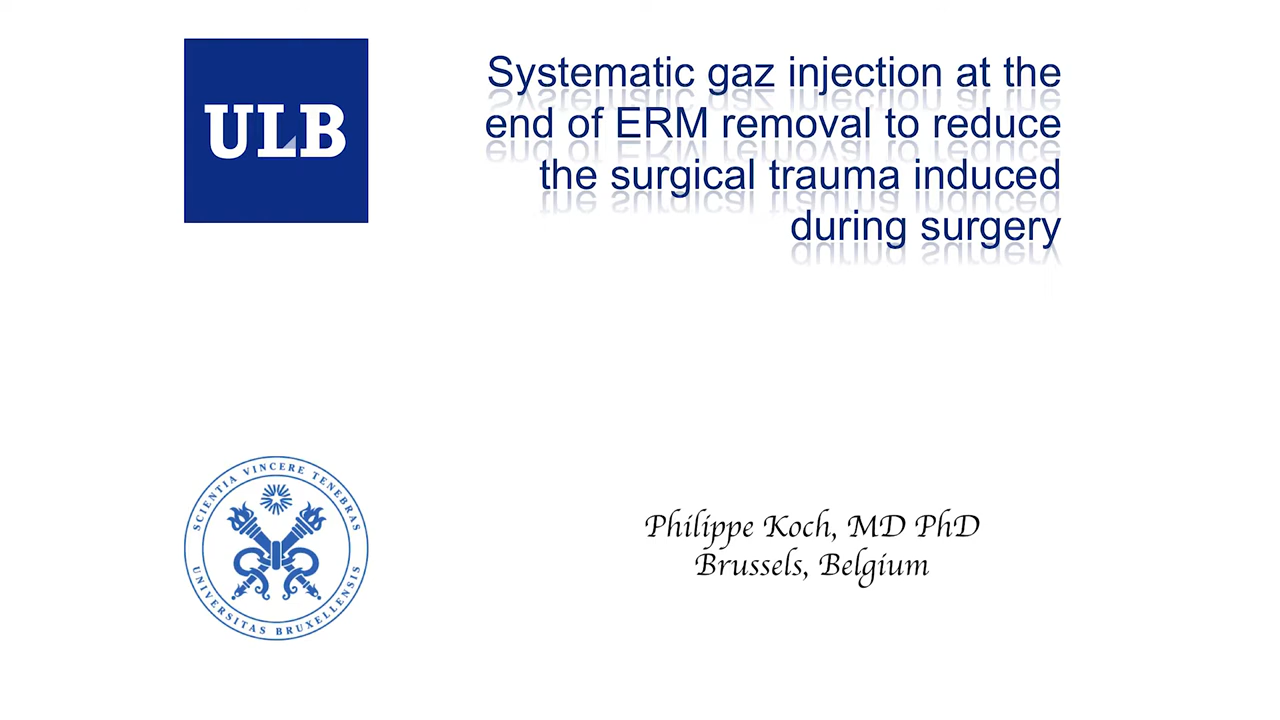 ULB
Systematic gaz injection at the
end of ERM removal to reduce
the surgical trauma induced
during surgery
SCIENTIA VINCERE TENEBRAS
UNIVERSITAS BRUXELLENSIS
Philippe Koch, MD PhD
Brussels, Belgium